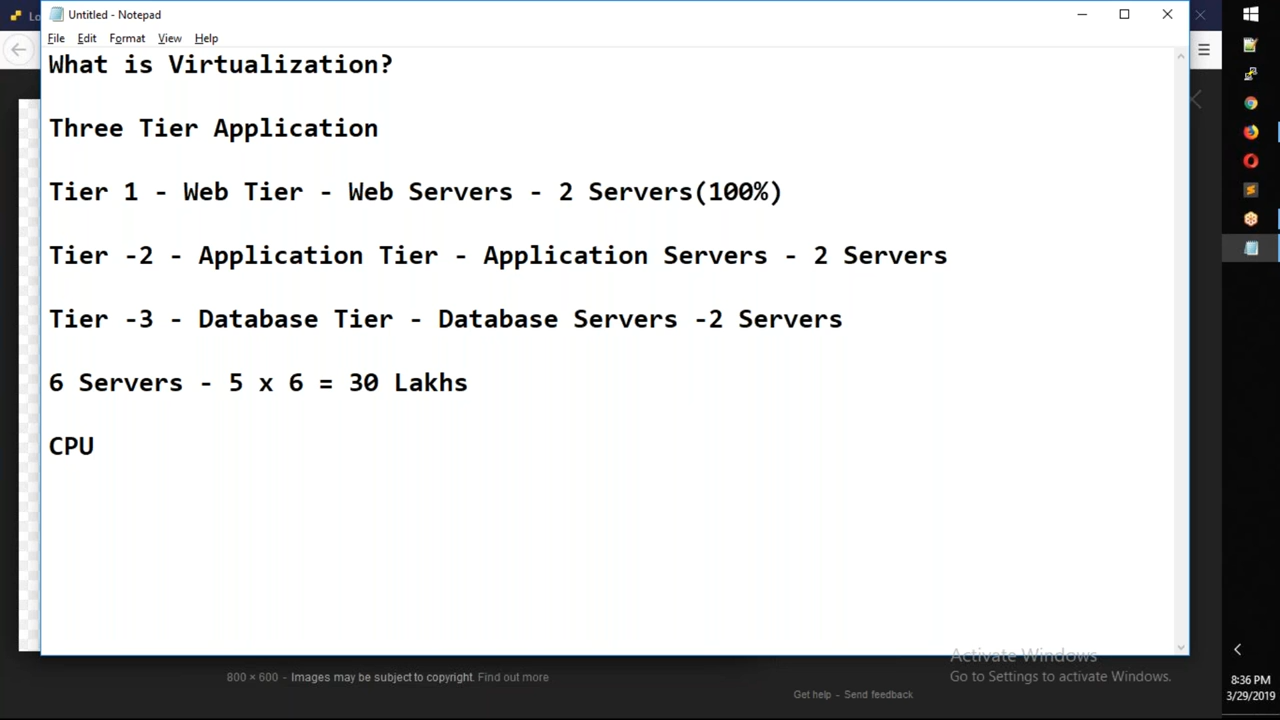 Lo
Untitled - Notepad
File Edit Format View Help
What is Virtualization?
Three Tier Application
Tier 1 - Web Tier - Web Servers - 2 Servers(100%)
Tier -2 - Application Tier - Application Servers - 2 Servers
Tier -3 - Database Tier - Database Servers -2 Servers
6 Servers - 5 x 6 = 30 Lakhs
CPU
Activate Windows
Go to Settings to activate Windows.
800 × 600 - Images may be subject to copyright. Find out more
Get help - Send feedback
8:36 PM
3/29/2019